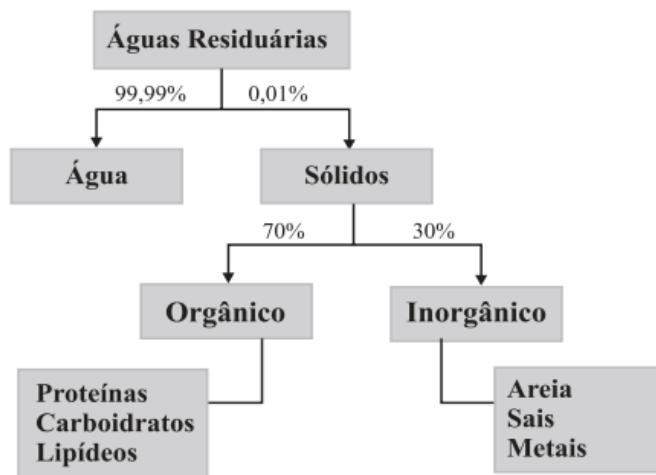 Águas Residuárias
99,99% 0,01%
Água
Sólidos
70% 30%
Orgânico
Inorgânico
Proteínas
Carboidratos
Lipídeos
Areia
Sais
Metais